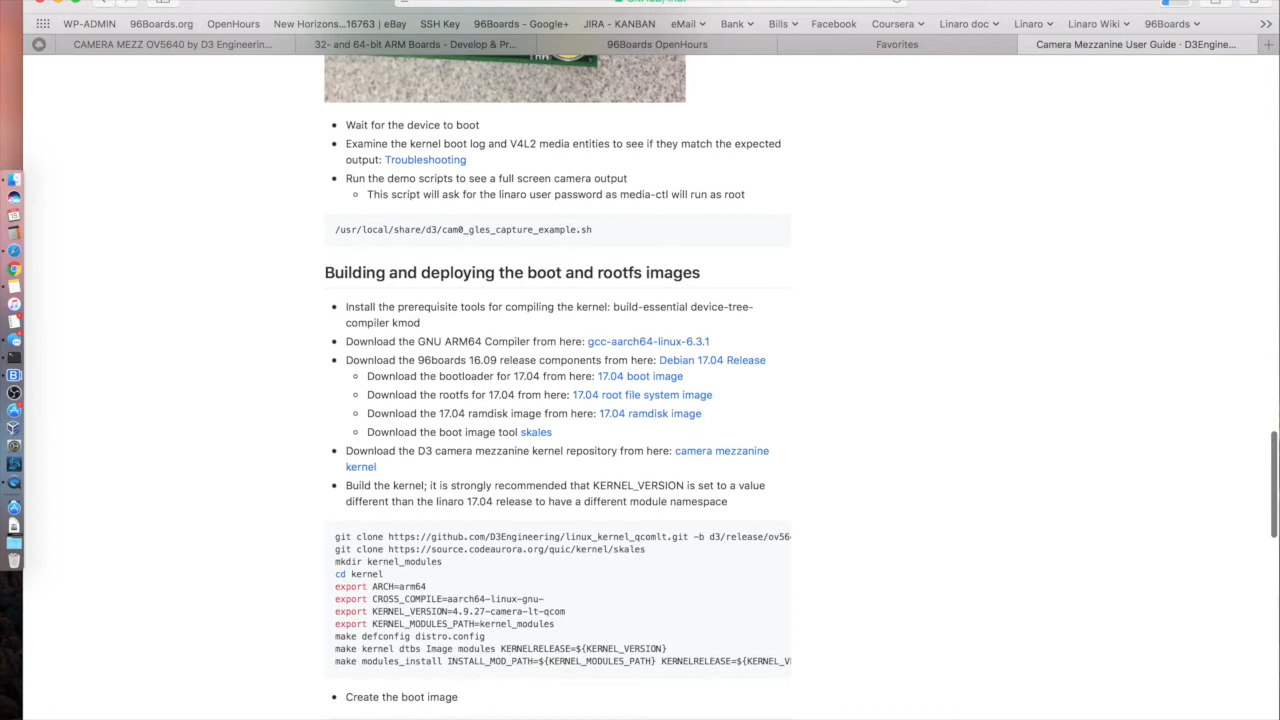 WP-ADMIN 96Boards.org OpenHours New Horizons...16763 | eBay SSH Key 96Boards - Google+ JIRA - KANBAN eMail Bank Bills Facebook Coursera Linaro doc Linaro Linaro Wiki 96Boards
CAMERA MEZZ OV5640 by D3 Engineerin... 32- and 64-bit ARM Boards - Develop & Pr... 96Boards OpenHours Favorites Camera Mezzanine User Guide · D3Engine...
• Wait for the device to boot
• Examine the kernel boot log and V4L2 media entities to see if they match the expected
output: Troubleshooting
• Run the demo scripts to see a full screen camera output
◦ This script will ask for the linaro user password as media-ctl will run as root
/usr/local/share/d3/cam0_gles_capture_example.sh
Building and deploying the boot and rootfs images
• Install the prerequisite tools for compiling the kernel: build-essential device-tree-
compiler kmod
• Download the GNU ARM64 Compiler from here: gcc-aarch64-linux-6.3.1
• Download the 96boards 16.09 release components from here: Debian 17.04 Release
◦ Download the bootloader for 17.04 from here: 17.04 boot image
◦ Download the rootfs for 17.04 from here: 17.04 root file system image
◦ Download the 17.04 ramdisk image from here: 17.04 ramdisk image
◦ Download the boot image tool skales
• Download the D3 camera mezzanine kernel repository from here: camera mezzanine
kernel
• Build the kernel; it is strongly recommended that KERNEL_VERSION is set to a value
different than the linaro 17.04 release to have a different module namespace
git clone https://github.com/D3Engineering/linux_kernel_qcomlt.git -b d3/release/ov56
git clone https://source.codeaurora.org/quic/kernel/skales
mkdir kernel_modules
cd kernel
export ARCH=arm64
export CROSS_COMPILE=aarch64-linux-gnu-
export KERNEL_VERSION=4.9.27-camera-lt-qcom
export KERNEL_MODULES_PATH=kernel_modules
make defconfig distro.config
make kernel dtbs Image modules KERNELRELEASE=${KERNEL_VERSION}
make modules_install INSTALL_MOD_PATH=${KERNEL_MODULES_PATH} KERNELRELEASE=${KERNEL_V
• Create the boot image